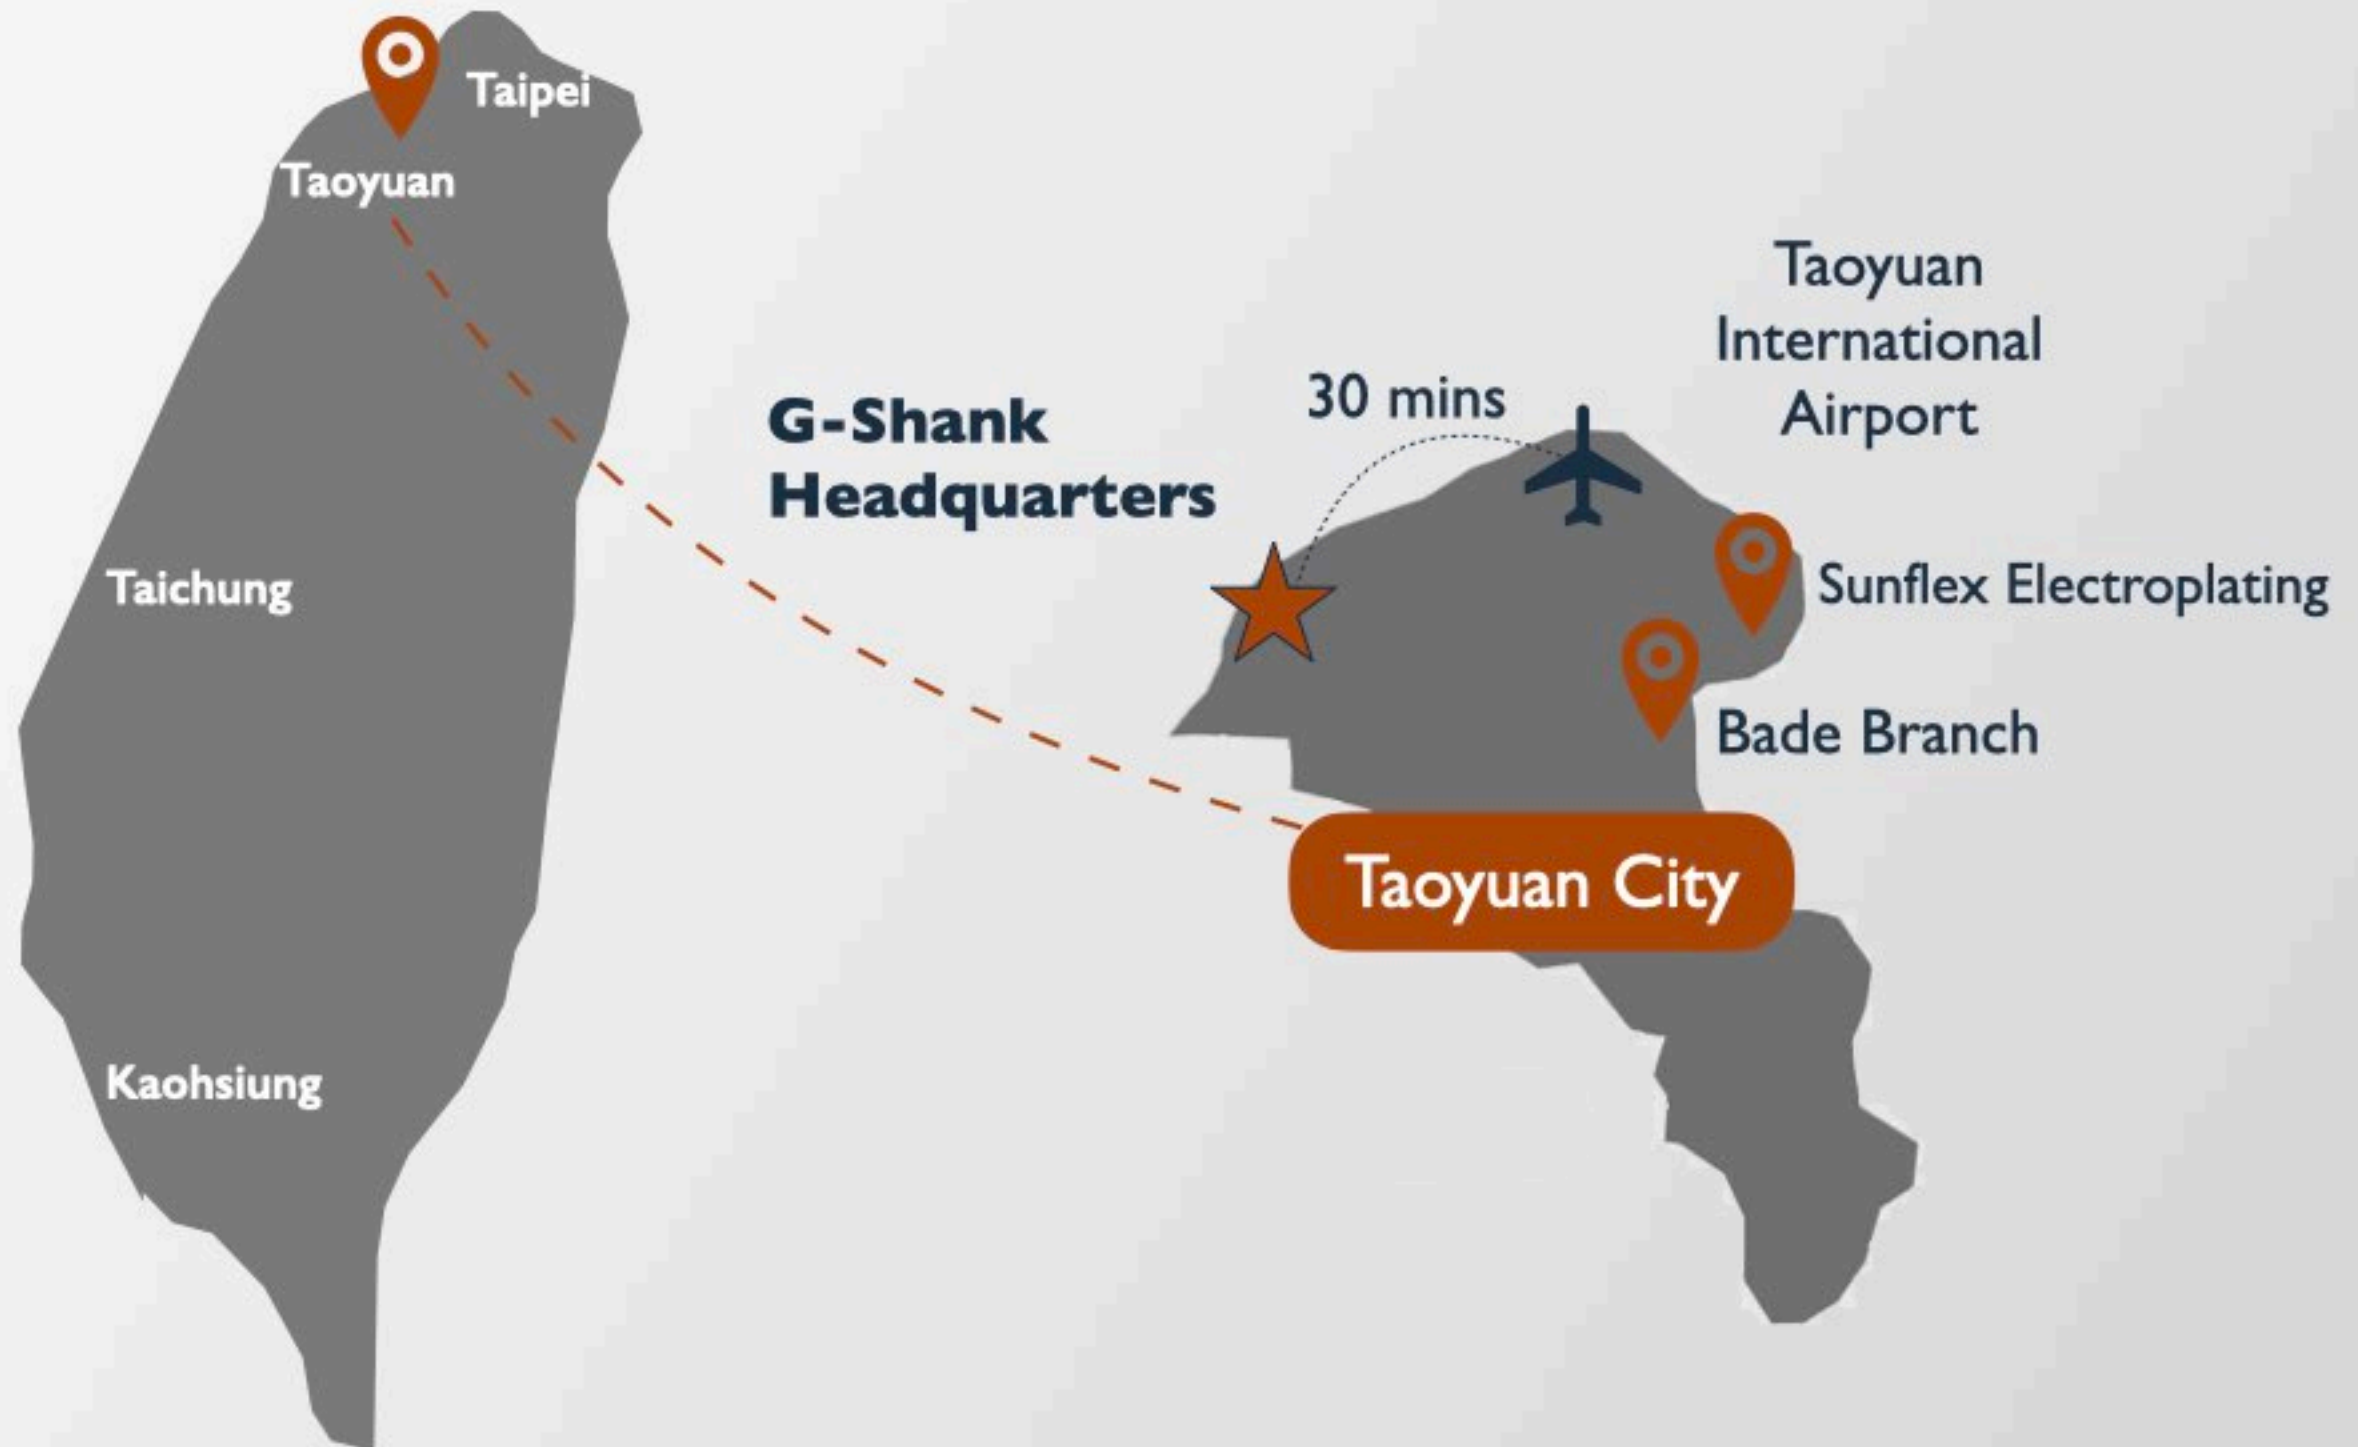 Taipei
Taoyuan
Taichung
Kaohsiung
G-Shank
Headquarters
30 mins
Taoyuan
International
Airport
Sunflex Electroplating
Bade Branch
Taoyuan City